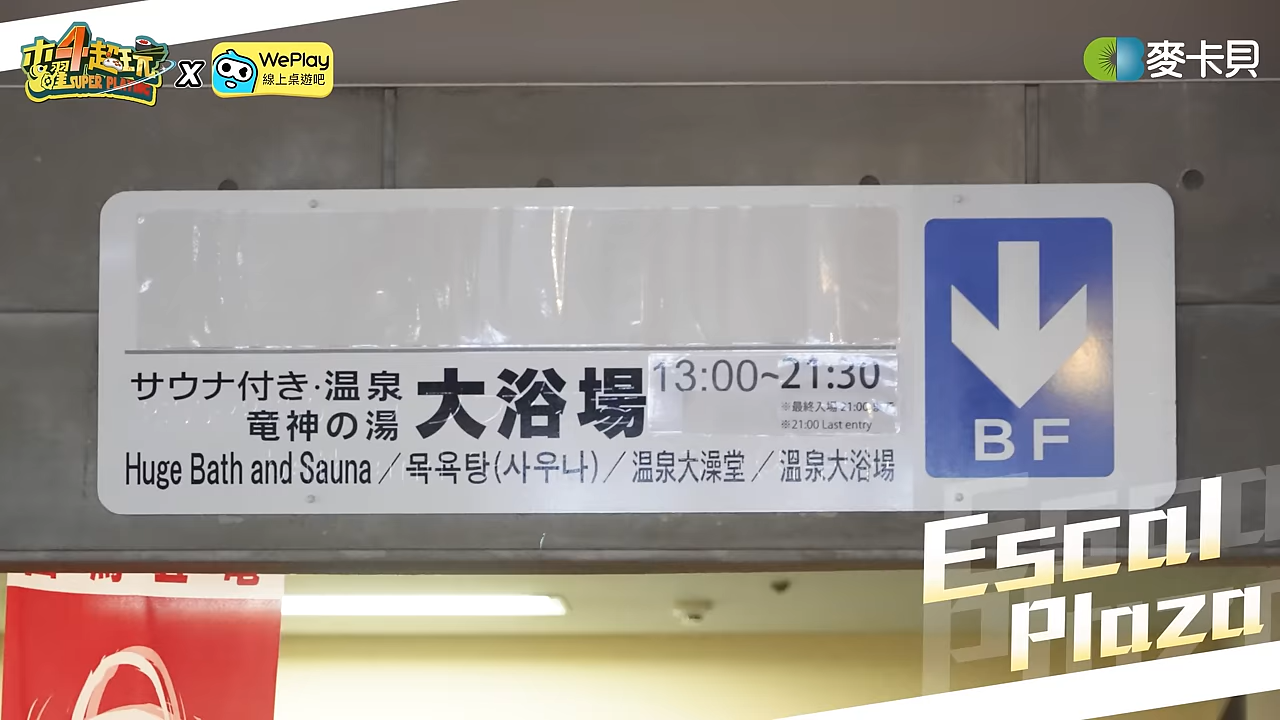 木曜4超玩
SUPER PLAYING
X
WePlay
線上桌遊吧
麥卡貝
サウナ付き・温泉
竜神の湯
大浴場
13:00~21:30
※最終入場 21:00まで
※21:00 Last entry
Huge Bath and Sauna／목욕탕(사우나)／温泉大澡堂／溫泉大浴場
BF
Escal
Plaza